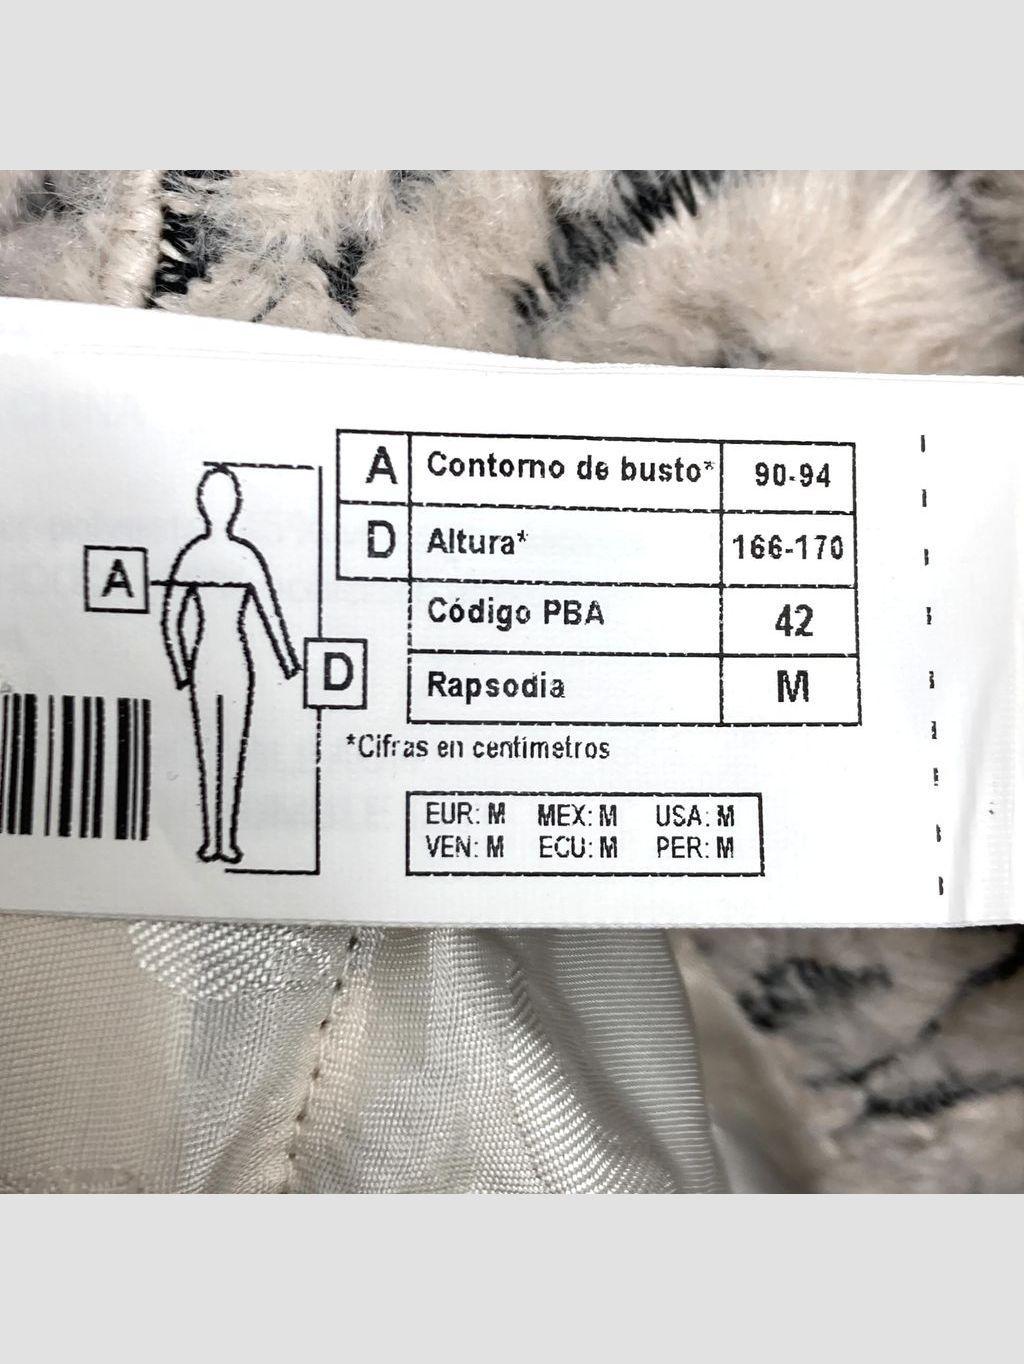 A Contorno de busto* 90-94
D Altura* 166-170
A
Código PBA 42
D
Rapsodia M
*Cifras en centímetros
EUR: M MEX: M USA: M
VEN: M ECU: M PER: M